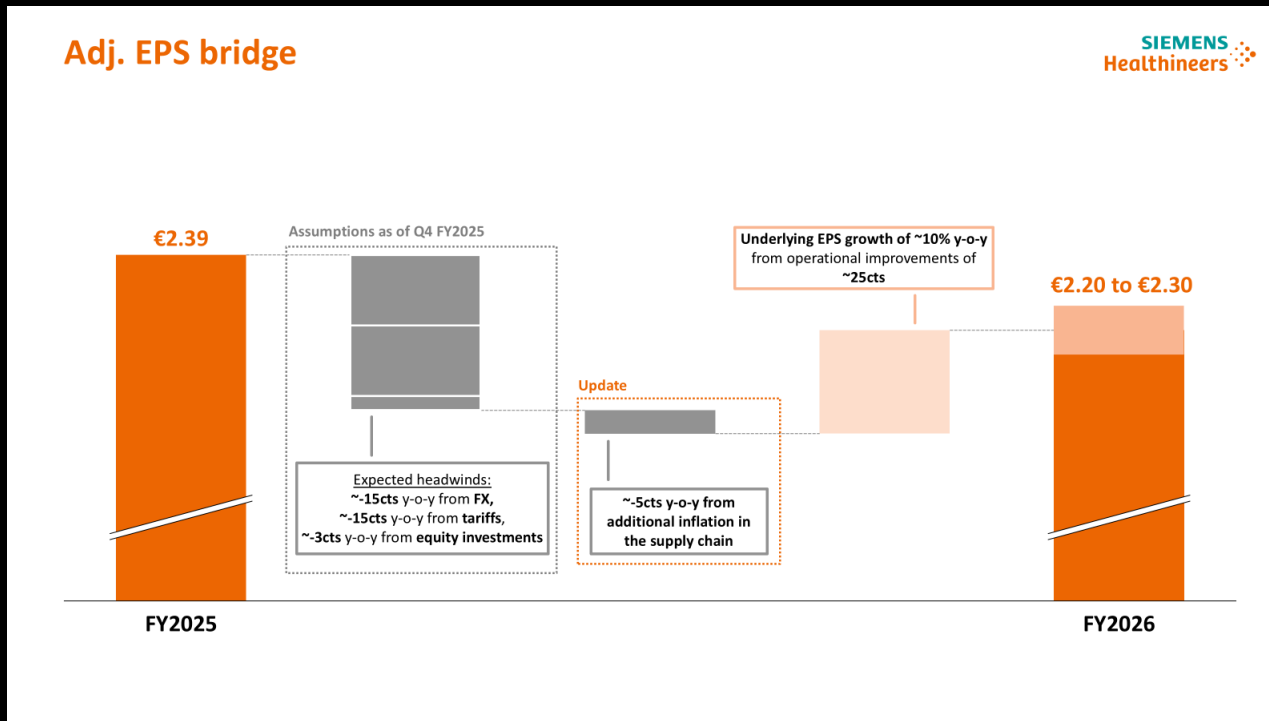 Adj. EPS bridge
SIEMENS
Healthineers
€2.39
Assumptions as of Q4 FY2025
Expected headwinds:
~-15cts y-o-y from FX,
~-15cts y-o-y from tariffs,
~-3cts y-o-y from equity investments
Update
~-5cts y-o-y from
additional inflation in
the supply chain
Underlying EPS growth of ~10% y-o-y
from operational improvements of
~25cts
€2.20 to €2.30
FY2025
FY2026